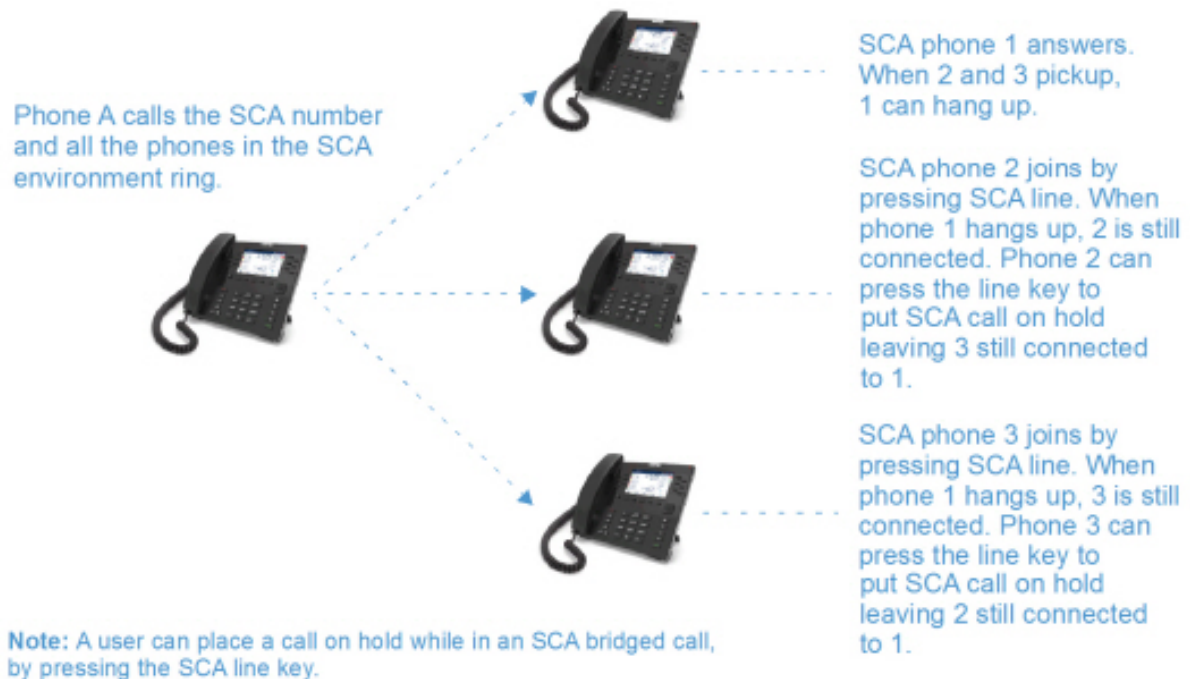 Phone A calls the SCA number
and all the phones in the SCA
environment ring.
SCA phone 1 answers.
When 2 and 3 pickup,
1 can hang up.
SCA phone 2 joins by
pressing SCA line. When
phone 1 hangs up, 2 is still
connected. Phone 2 can
press the line key to
put SCA call on hold
leaving 3 still connected
to 1.
SCA phone 3 joins by
pressing SCA line. When
phone 1 hangs up, 3 is still
connected. Phone 3 can
press the line key to
put SCA call on hold
leaving 2 still connected
to 1.
Note: A user can place a call on hold while in an SCA bridged call,
by pressing the SCA line key.